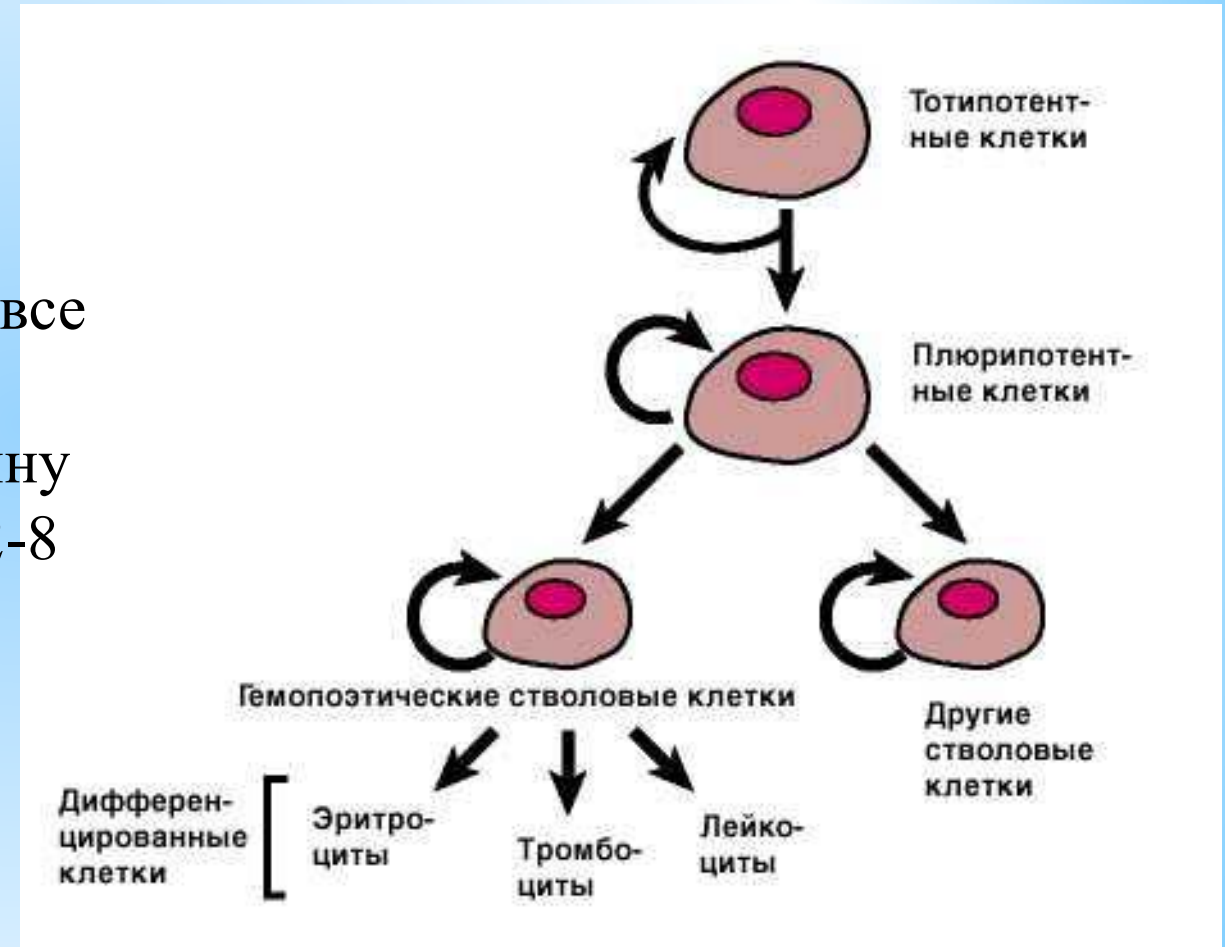 Тотипотент-
ные клетки
все
Плюрипотент-
ные клетки
-8
Гемопоэтические стволовые клетки
Другие
стволовые
клетки
Дифферен-
цированные
клетки
Эритро-
циты
Тромбо-
циты
Лейко-
циты